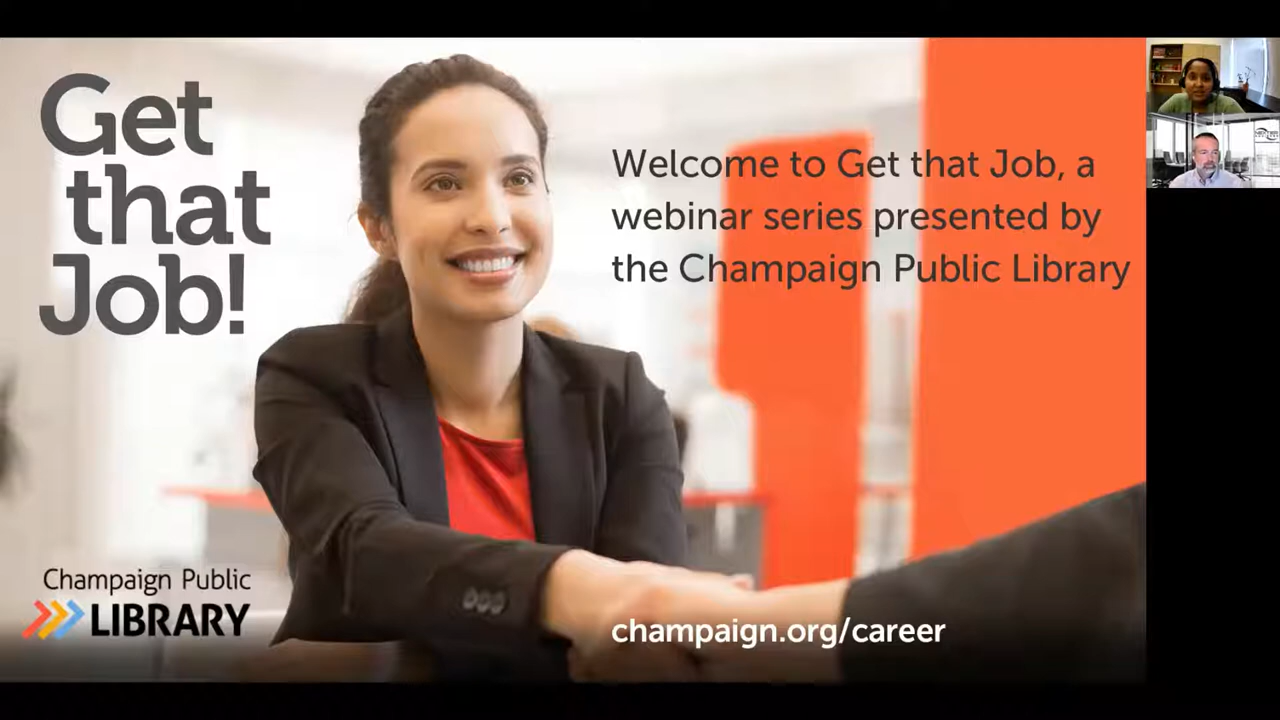 Get
that
Job!
Welcome to Get that Job, a
webinar series presented by
the Champaign Public Library
Champaign Public
LIBRARY
champaign.org/career